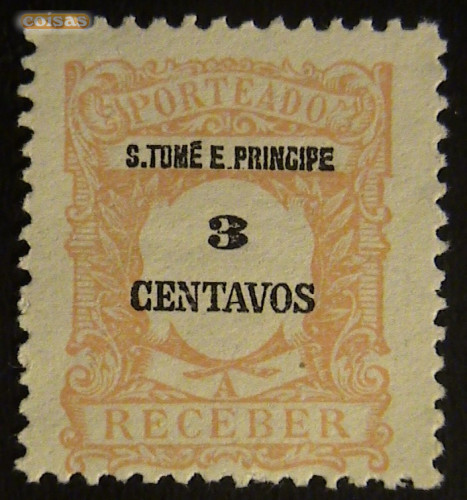 coisas
PORTEADO
S.TOMÉ E PRINCIPE
3
CENTAVOS
A
RECEBER